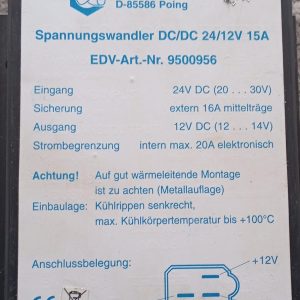 D-85586 Poing
Spannungswandler DC/DC 24/12V 15A
EDV-Art.-Nr. 9500956
Eingang 24V DC (20 ... 30V)
Sicherung extern 16A mittelträge
Ausgang 12V DC (12 ... 14V)
Strombegrenzung intern max. 20A elektronisch
Achtung! Auf gut wärmeleitende Montage
ist zu achten (Metallauflage)
Einbaulage: Kühlrippen senkrecht,
max. Kühlkörpertemperatur bis +100°C
Anschlussbelegung: +12V